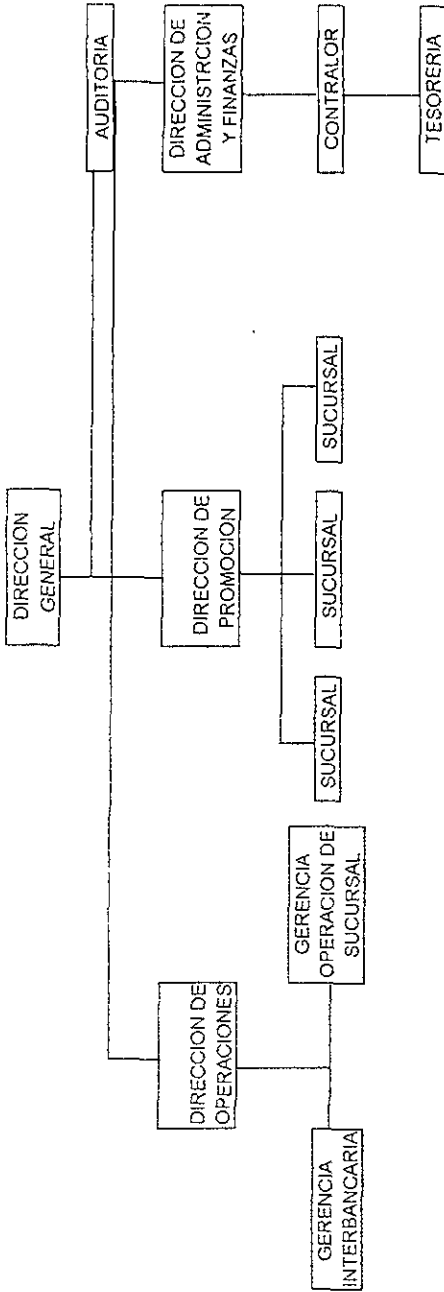 DIRECCION
GENERAL
AUDITORIA
DIRECCION DE
OPERACIONES
DIRECCION DE
PROMOCION
DIRECCION DE
ADMINISTRCION
Y FINANZAS
GERENCIA
INTERBANCARIA
GERENCIA
OPERACION DE
SUCURSAL
SUCURSAL
SUCURSAL
SUCURSAL
CONTRALOR
TESORERIA